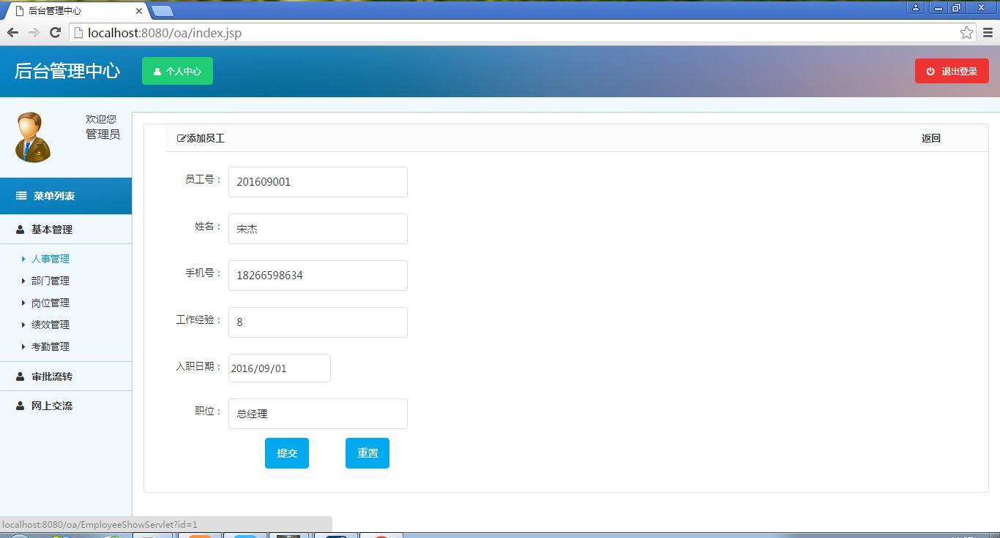 后台管理中心
localhost:8080/oa/index.jsp
后台管理中心
个人中心
退出登录
欢迎您
管理员
菜单列表
基本管理
人事管理
部门管理
岗位管理
绩效管理
考勤管理
审批流转
网上交流
添加员工
返回
员工号：
201609001
姓名：
宋杰
手机号：
18266598634
工作经验：
8
入职日期：
2016/09/01
职位：
总经理
提交
重置
localhost:8080/oa/EmployeeShowServlet?id=1